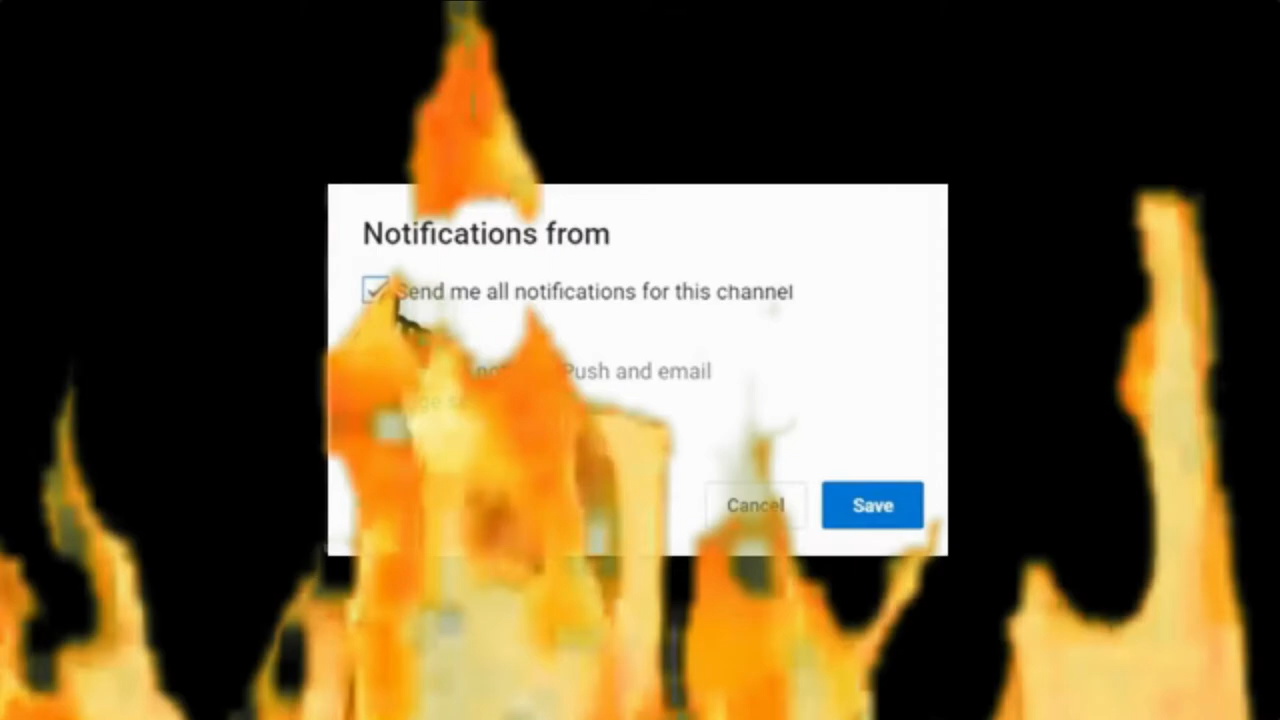 Notifications from
Send me all notifications for this channel
Push and email
Cancel
Save